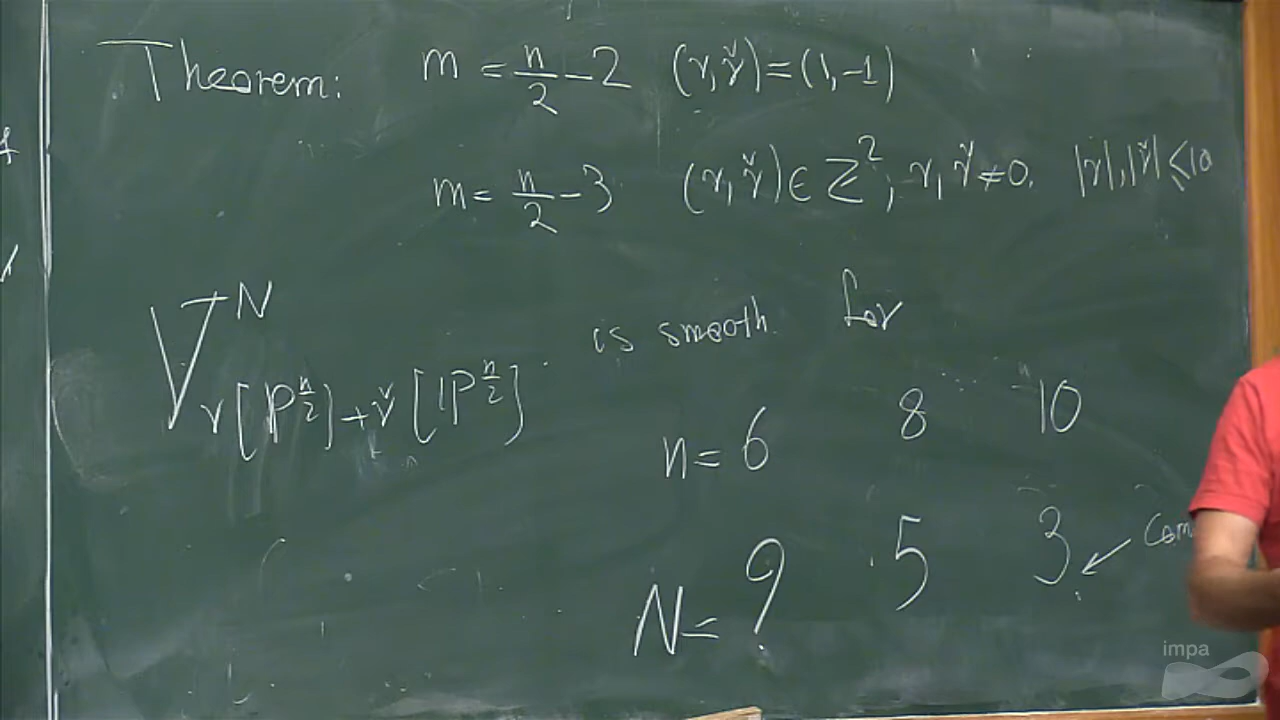 Theorem: m = n/2 − 2 (r, ř) = (1, −1)
m = n/2 − 3 (r, ř) ∈ ℤ², r, ř ≠ 0. |r|, |ř| ≤ 10
V^N_{r[P^{n/2}] + ř[P^{n/2}]} is smooth for
n = 6 8 10
N = 9 5 3 ←
impa